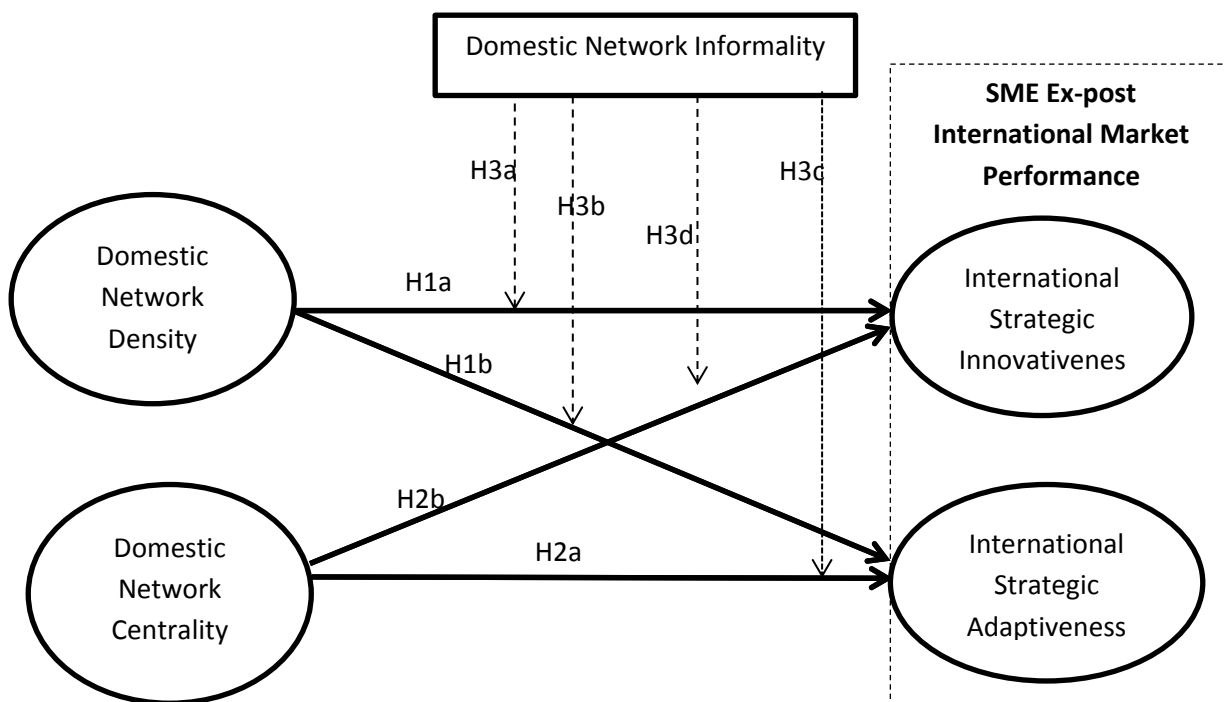 Domestic Network Informality
SME Ex-post
International Market
Performance
H3a
H3b
H3d
H3c
Domestic
Network
Density
H1a
H1b
International
Strategic
Innovativenes
Domestic
Network
Centrality
H2b
H2a
International
Strategic
Adaptiveness